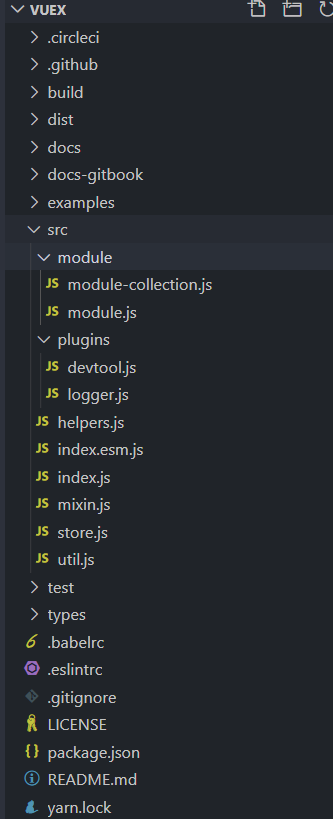 VUEX
.circleci
.github
build
dist
docs
docs-gitbook
examples
src
module
JS module-collection.js
JS module.js
plugins
JS devtool.js
JS logger.js
JS helpers.js
JS index.esm.js
JS index.js
JS mixin.js
JS store.js
JS util.js
test
types
.babelrc
.eslintrc
.gitignore
LICENSE
{} package.json
README.md
yarn.lock